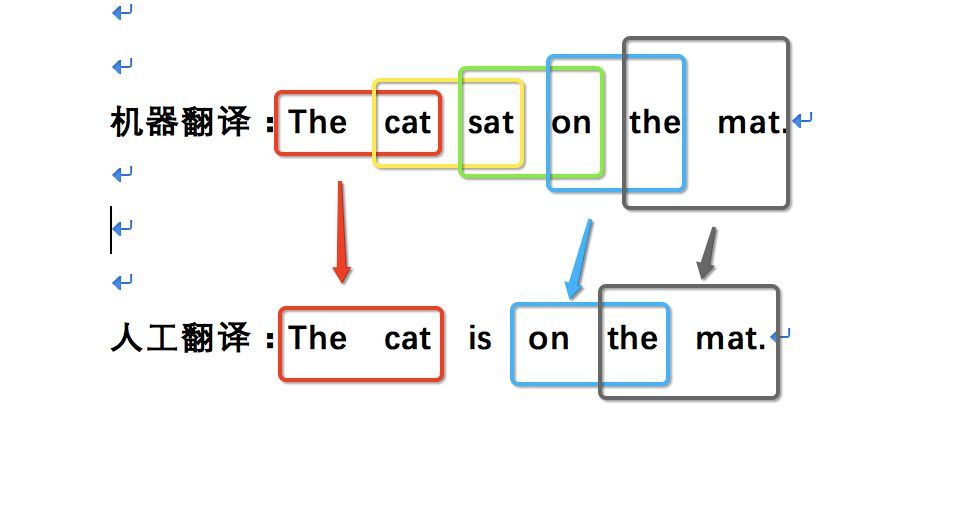 机器翻译：The cat sat on the mat.
人工翻译：The cat is on the mat.